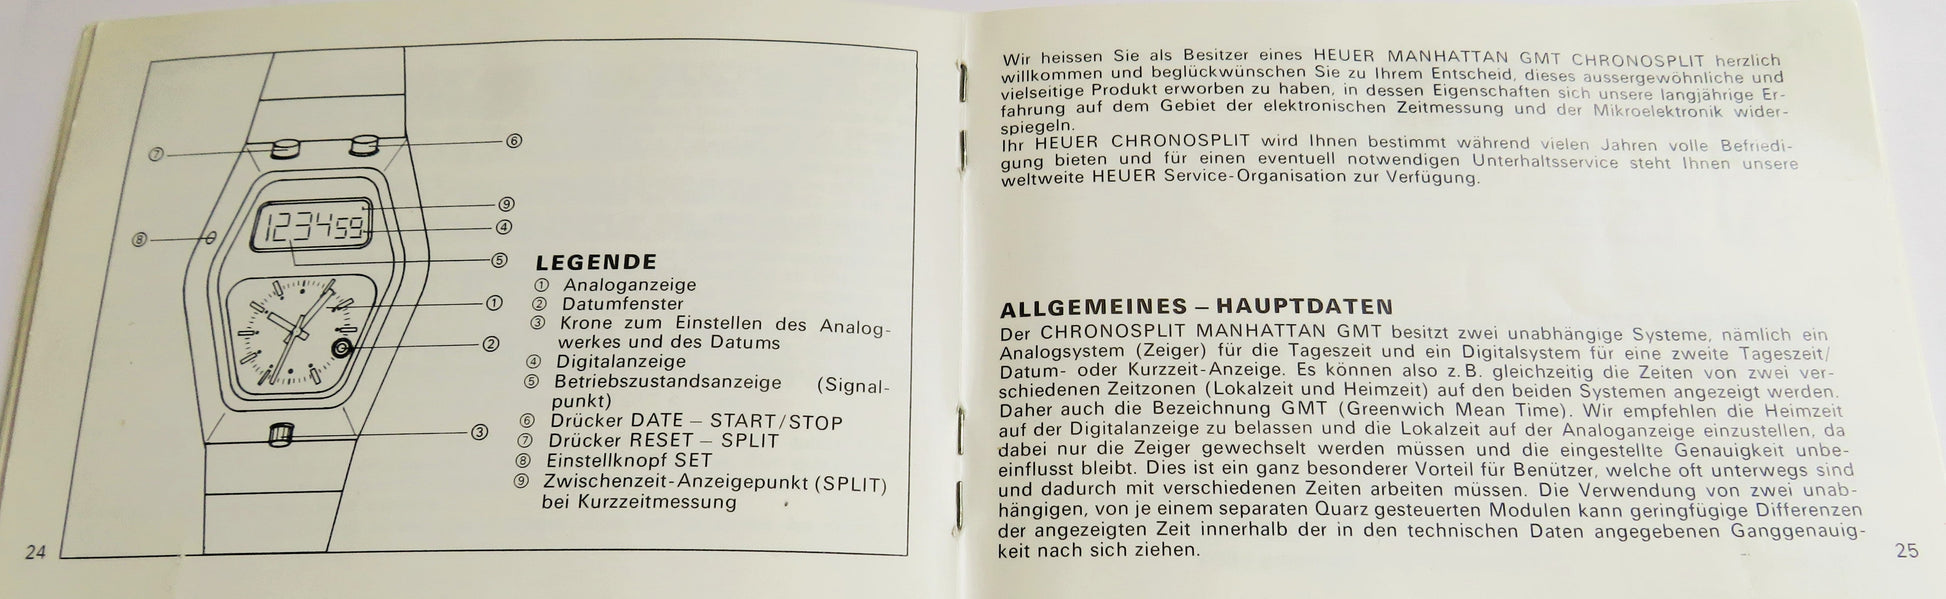 ⑦
⑥
⑨
④
⑧
123459
⑤
①
②
③
LEGENDE
① Analoganzeige
② Datumfenster
③ Krone zum Einstellen des Analog-
werkes und des Datums
④ Digitalanzeige
⑤ Betriebszustandsanzeige (Signal-
punkt)
⑥ Drücker DATE – START/STOP
⑦ Drücker RESET – SPLIT
⑧ Einstellknopf SET
⑨ Zwischenzeit-Anzeigepunkt (SPLIT)
bei Kurzzeitmessung
24
Wir heissen Sie als Besitzer eines HEUER MANHATTAN GMT CHRONOSPLIT herzlich
willkommen und beglückwünschen Sie zu Ihrem Entscheid, dieses aussergewöhnliche und
vielseitige Produkt erworben zu haben, in dessen Eigenschaften sich unsere langjährige Er-
fahrung auf dem Gebiet der elektronischen Zeitmessung und der Mikroelektronik wider-
spiegeln.
Ihr HEUER CHRONOSPLIT wird Ihnen bestimmt während vielen Jahren volle Befriedi-
gung bieten und für einen eventuell notwendigen Unterhaltsservice steht Ihnen unsere
weltweite HEUER Service-Organisation zur Verfügung.
ALLGEMEINES – HAUPTDATEN
Der CHRONOSPLIT MANHATTAN GMT besitzt zwei unabhängige Systeme, nämlich ein
Analogsystem (Zeiger) für die Tageszeit und ein Digitalsystem für eine zweite Tageszeit/
Datum- oder Kurzzeit-Anzeige. Es können also z. B. gleichzeitig die Zeiten von zwei ver-
schiedenen Zeitzonen (Lokalzeit und Heimzeit) auf den beiden Systemen angezeigt werden.
Daher auch die Bezeichnung GMT (Greenwich Mean Time). Wir empfehlen die Heimzeit
auf der Digitalanzeige zu belassen und die Lokalzeit auf der Analoganzeige einzustellen, da
dabei nur die Zeiger gewechselt werden müssen und die eingestellte Genauigkeit unbe-
einflusst bleibt. Dies ist ein ganz besonderer Vorteil für Benützer, welche oft unterwegs sind
und dadurch mit verschiedenen Zeiten arbeiten müssen. Die Verwendung von zwei unab-
hängigen, von je einem separaten Quarz gesteuerten Modulen kann geringfügige Differenzen
der angezeigten Zeit innerhalb der in den technischen Daten angegebenen Ganggenauig-
keit nach sich ziehen.
25